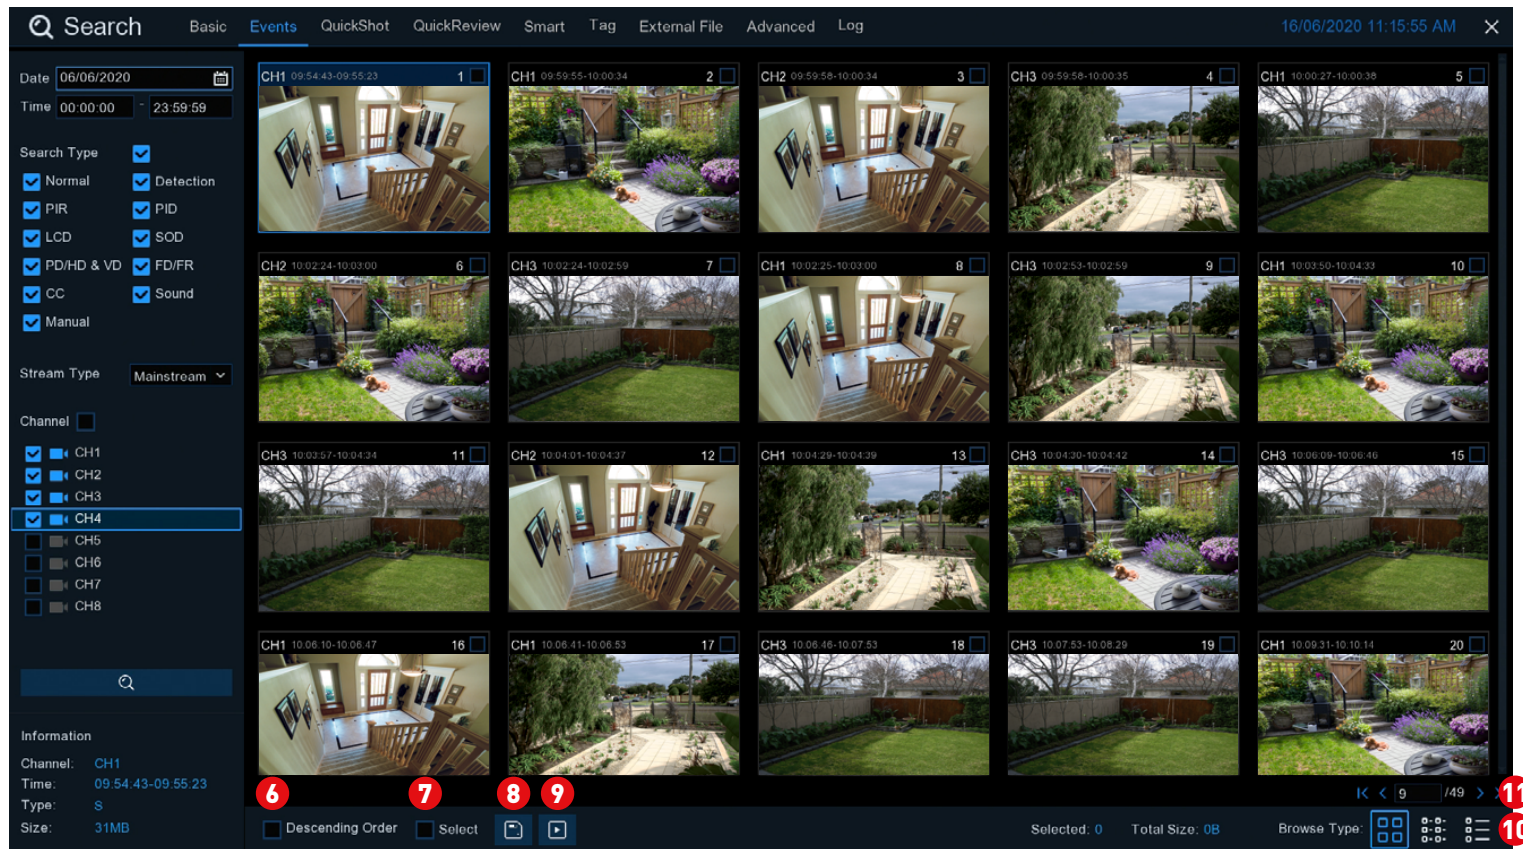 Search Basic Events QuickShot QuickReview Smart Tag External File Advanced Log 16/06/2020 11:15:55 AM
Date 06/06/2020
Time 00:00:00 - 23:59:59
Search Type
Normal Detection
PIR PID
LCD SOD
PD/HD & VD FD/FR
CC Sound
Manual
Stream Type Mainstream
Channel
CH1
CH2
CH3
CH4
CH5
CH6
CH7
CH8
Information
Channel: CH1
Time: 09:54:43-09:55:23
Type: S
Size: 31MB
CH1 09:54:43-09:55:23 1
CH1 09:59:55-10:00:34 2
CH2 09:59:58-10:00:34 3
CH3 09:59:58-10:00:35 4
CH1 10:00:27-10:00:38 5
CH2 10:02:24-10:03:00 6
CH3 10:02:24-10:02:59 7
CH1 10:02:25-10:03:00 8
CH3 10:02:53-10:02:59 9
CH1 10:03:50-10:04:33 10
CH3 10:03:57-10:04:34 11
CH2 10:04:01-10:04:37 12
CH1 10:04:29-10:04:39 13
CH3 10:04:30-10:04:42 14
CH3 10:06:09-10:06:46 15
CH1 10:06:10-10:06:47 16
CH1 10:06:41-10:06:53 17
CH3 10:06:46-10:07:53 18
CH3 10:07:53-10:08:29 19
CH1 10:09:31-10:10:14 20
6 7 8 9
9 /49 11
Descending Order Select Selected: 0 Total Size: 0B Browse Type: 10